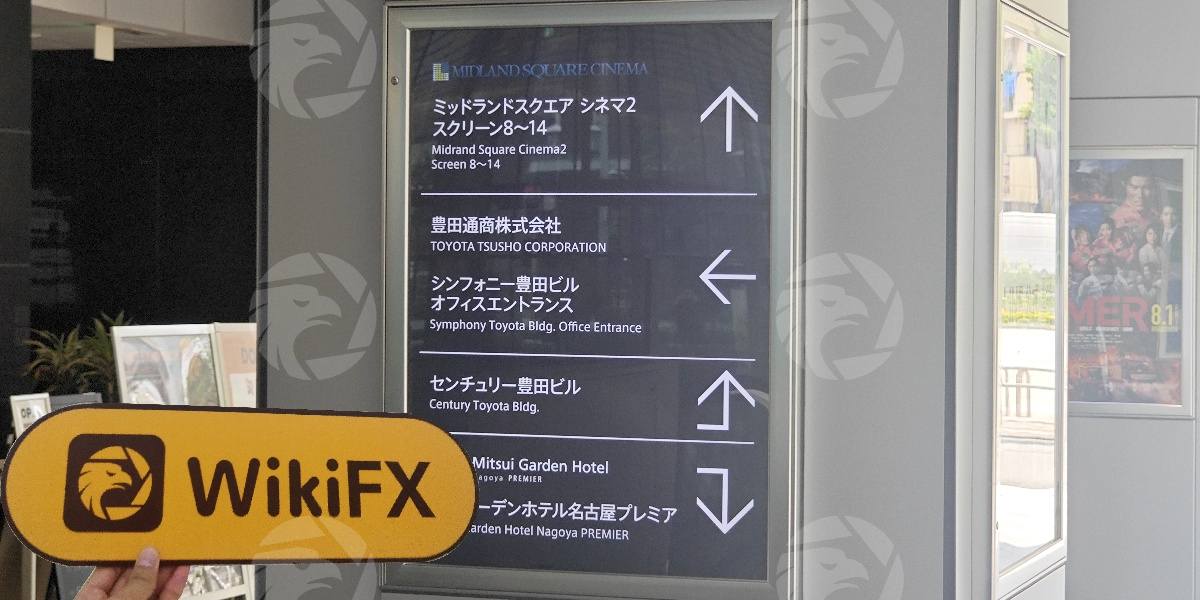 MIDLAND SQUARE CINEMA
ミッドランドスクエア シネマ2
スクリーン8〜14
Midrand Square Cinema2
Screen 8〜14
豊田通商株式会社
TOYOTA TSUSHO CORPORATION
シンフォニー豊田ビル
オフィスエントランス
Symphony Toyota Bldg. Office Entrance
センチュリー豊田ビル
Century Toyota Bldg.
Mitsui Garden Hotel
agoya PREMIER
ーデンホテル名古屋プレミア
arden Hotel Nagoya PREMIER
WikiFX
MER 8.1